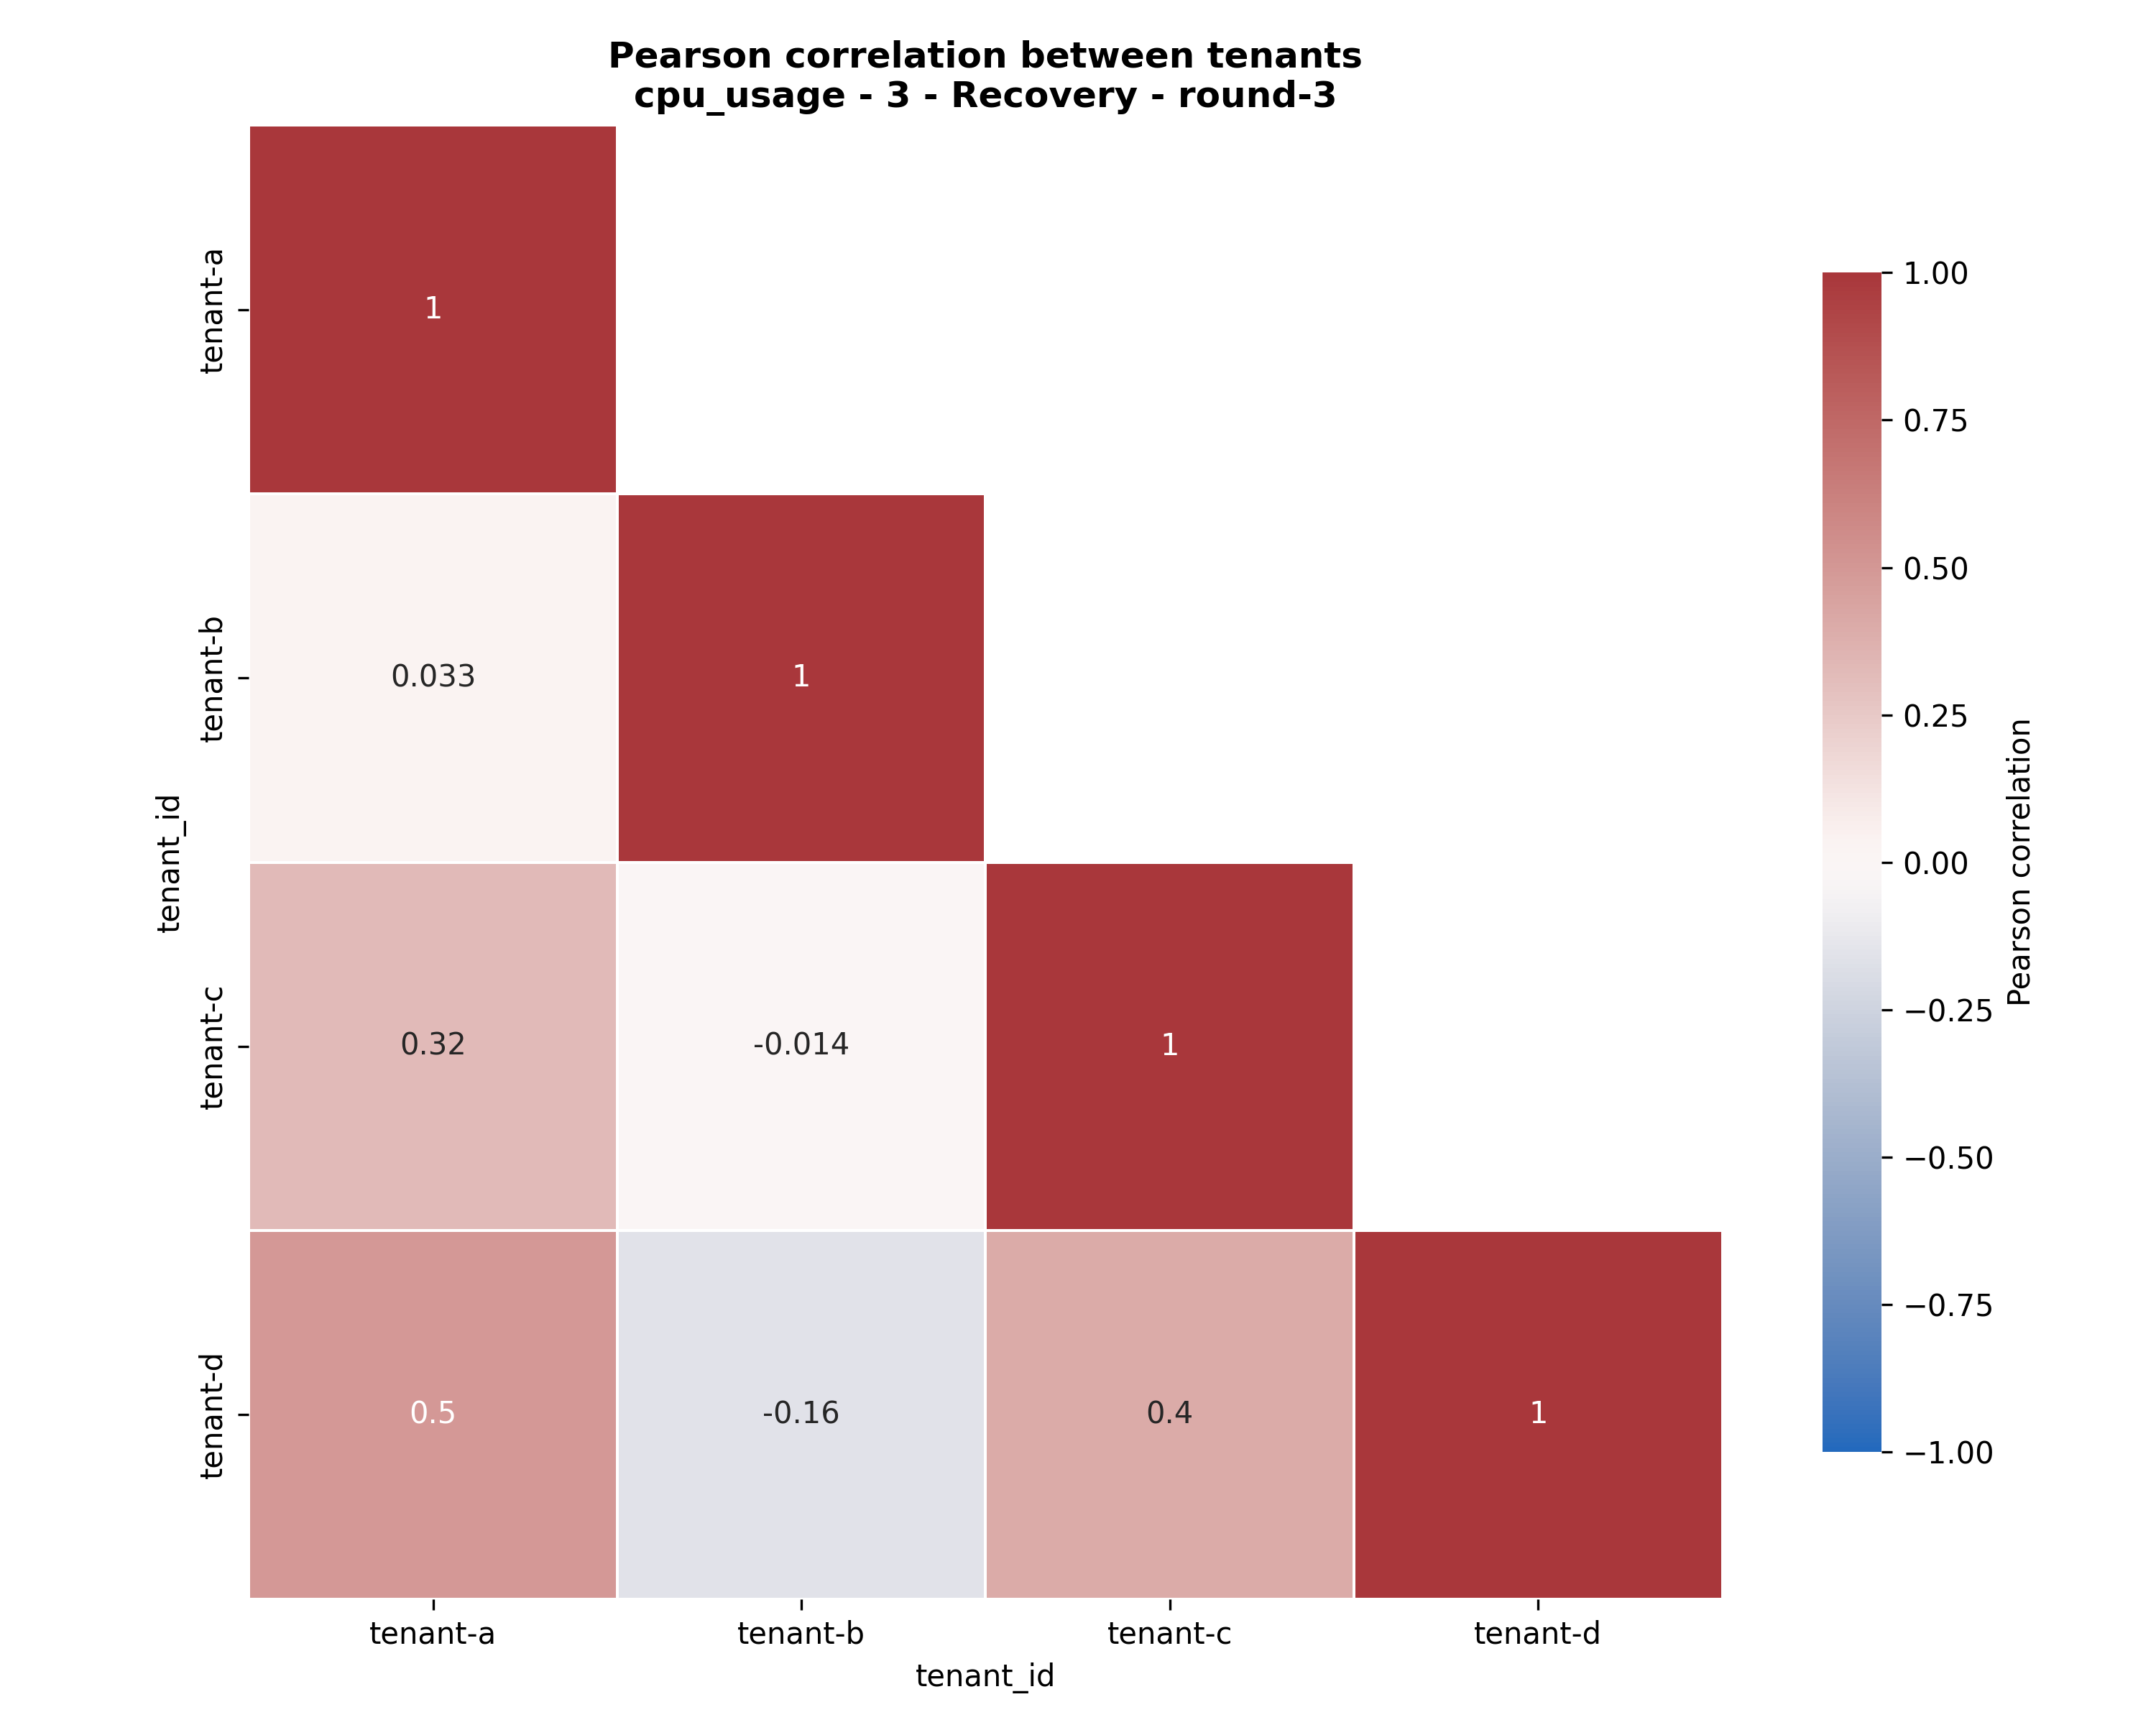 Pearson correlation between tenants
cpu_usage - 3 - Recovery - round-3
tenant_id
tenant-a
1
tenant-b
0.033
1
tenant-c
0.32
-0.014
1
tenant-d
0.5
-0.16
0.4
1
tenant-a
tenant-b
tenant-c
tenant-d
tenant_id
1.00
0.75
0.50
0.25
0.00
−0.25
−0.50
−0.75
−1.00
Pearson correlation